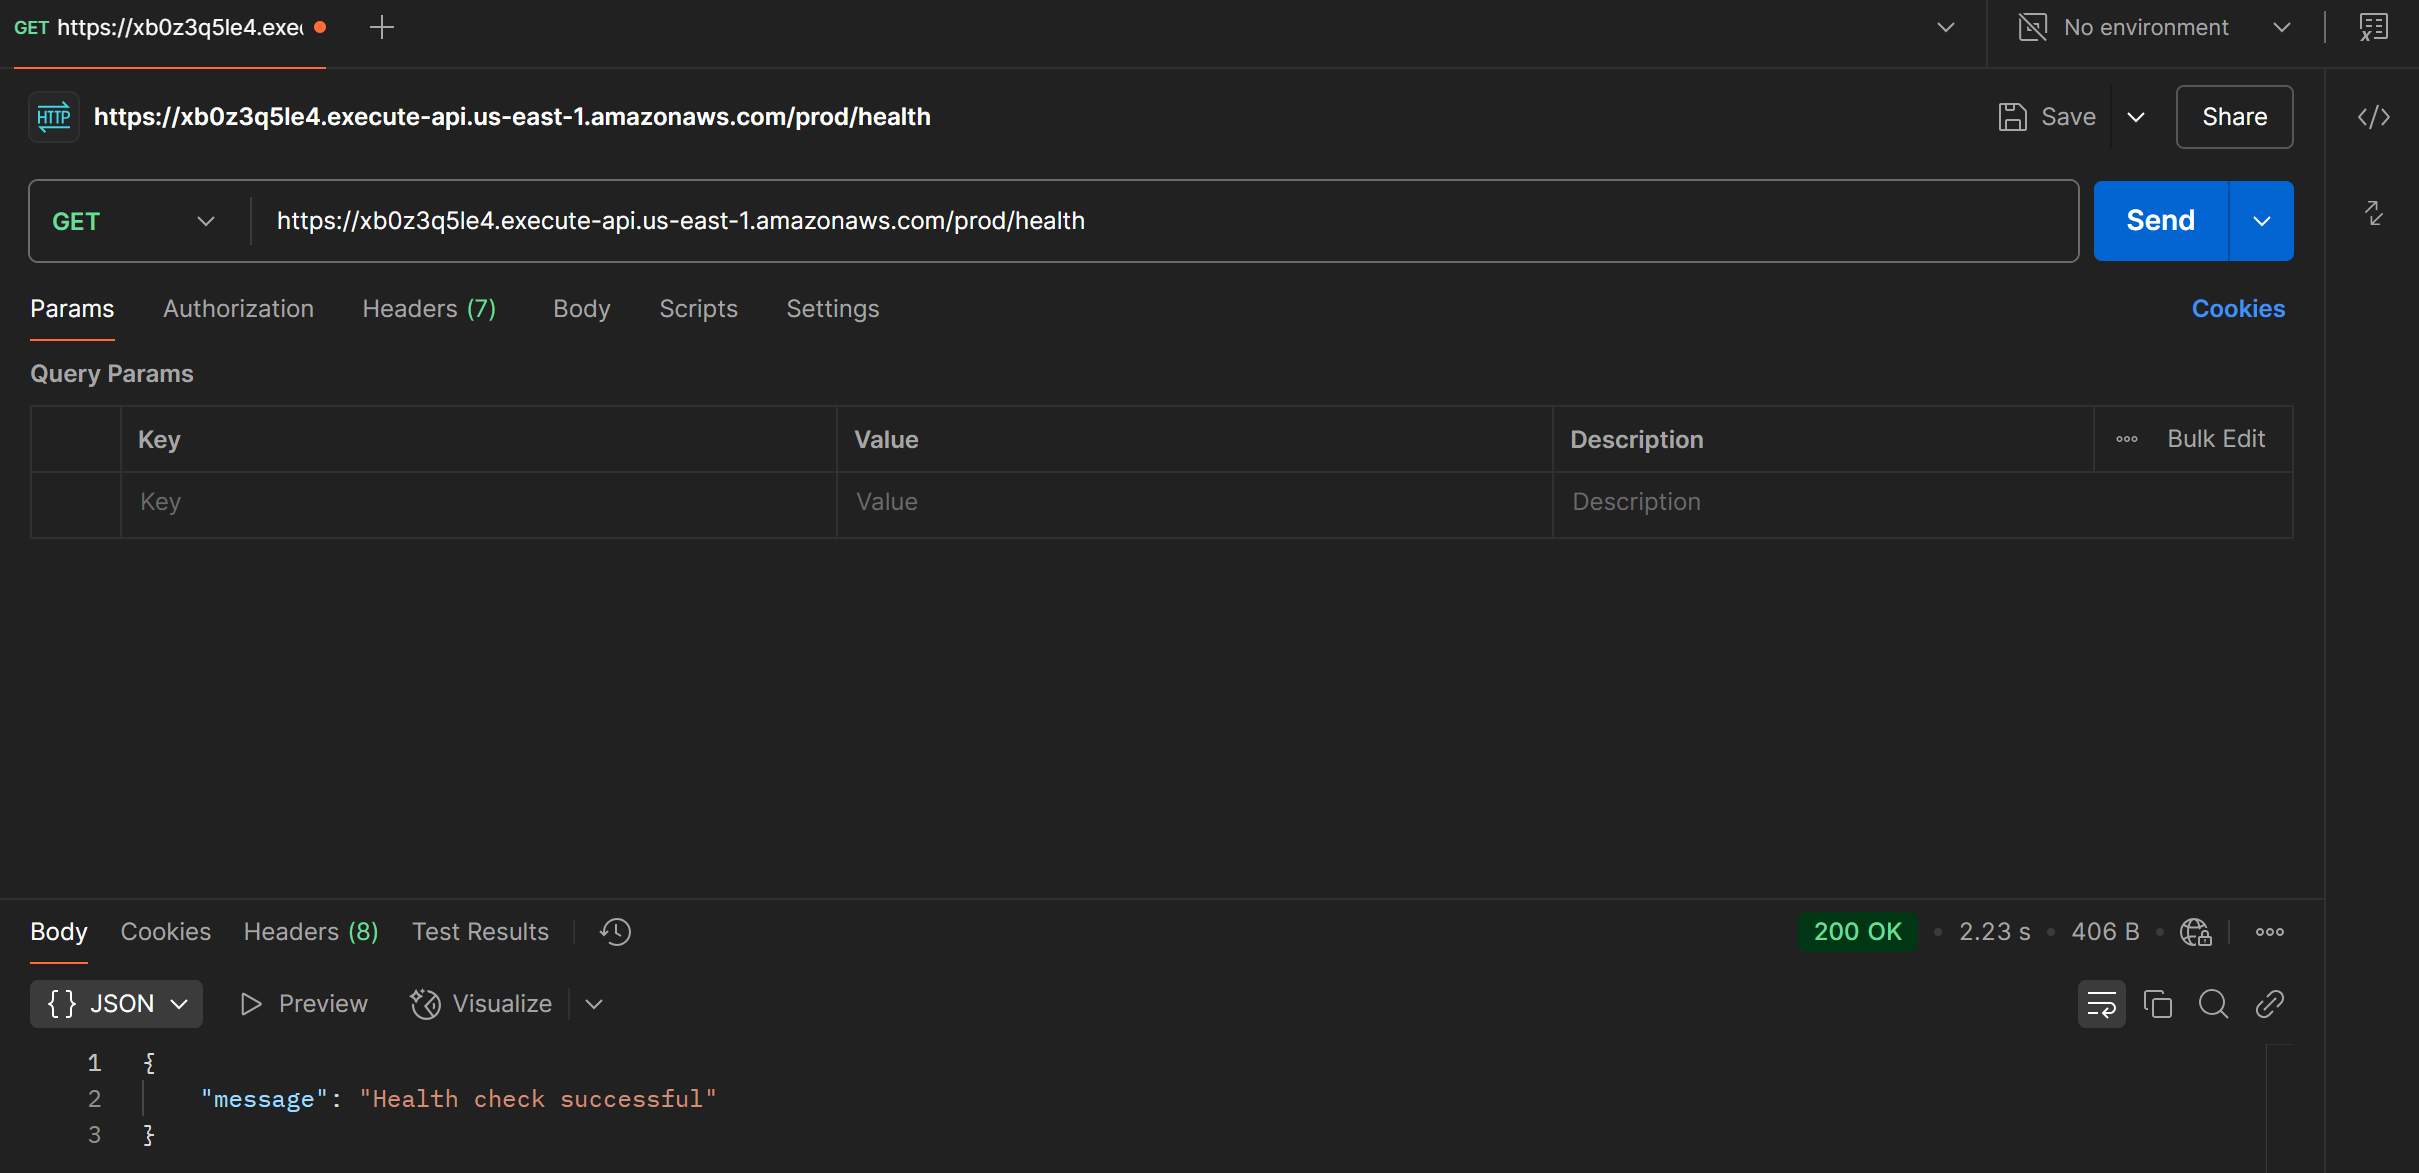 GET https://xb0z3q5le4.exec
No environment
HTTP https://xb0z3q5le4.execute-api.us-east-1.amazonaws.com/prod/health
Save
Share
GET https://xb0z3q5le4.execute-api.us-east-1.amazonaws.com/prod/health
Send
Params Authorization Headers (7) Body Scripts Settings Cookies
Query Params
Key Value Description Bulk Edit
Key Value Description
Body Cookies Headers (8) Test Results 200 OK 2.23 s 406 B
{} JSON Preview Visualize
1 {
2 "message": "Health check successful"
3 }